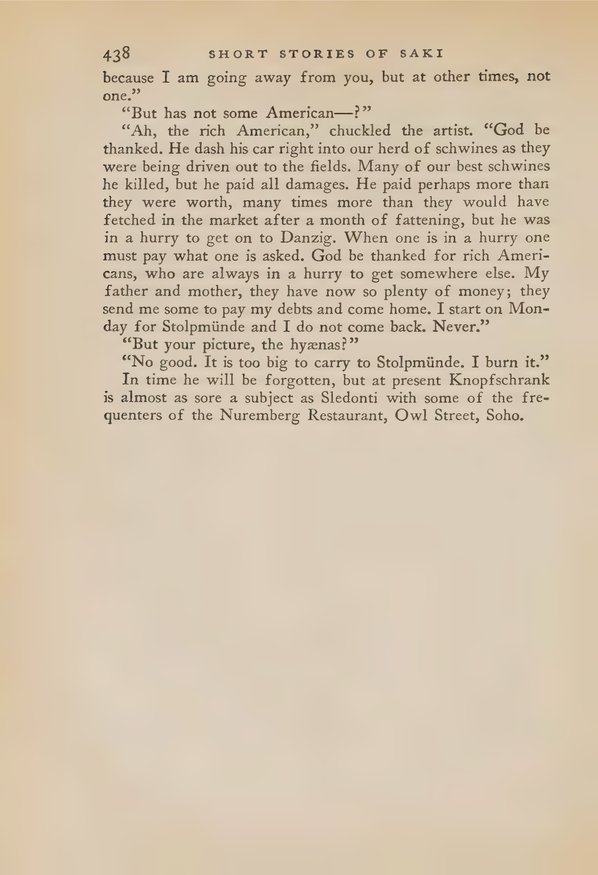 438 SHORT STORIES OF SAKI
because I am going away from you, but at other times, not
one.”
“But has not some American—?”
“Ah, the rich American,” chuckled the artist. “God be
thanked. He dash his car right into our herd of schwines as they
were being driven out to the fields. Many of our best schwines
he killed, but he paid all damages. He paid perhaps more than
they were worth, many times more than they would have
fetched in the market after a month of fattening, but he was
in a hurry to get on to Danzig. When one is in a hurry one
must pay what one is asked. God be thanked for rich Ameri-
cans, who are always in a hurry to get somewhere else. My
father and mother, they have now so plenty of money; they
send me some to pay my debts and come home. I start on Mon-
day for Stolpmünde and I do not come back. Never.”
“But your picture, the hyænas?”
“No good. It is too big to carry to Stolpmünde. I burn it.”
In time he will be forgotten, but at present Knopfschrank
is almost as sore a subject as Sledonti with some of the fre-
quenters of the Nuremberg Restaurant, Owl Street, Soho.